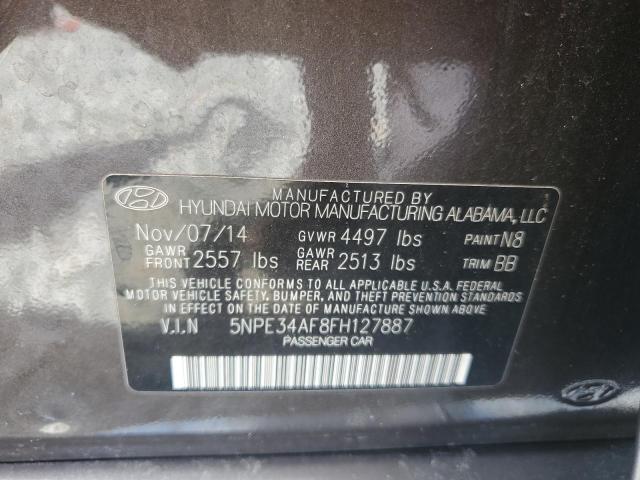 MANUFACTURED BY
HYUNDAI MOTOR MANUFACTURING ALABAMA, LLC
Nov/07/14 GVWR 4497 lbs PAINT N8
GAWR FRONT 2557 lbs GAWR REAR 2513 lbs TRIM BB
THIS VEHICLE CONFORMS TO ALL APPLICABLE U.S.A. FEDERAL
MOTOR VEHICLE SAFETY, BUMPER, AND THEFT PREVENTION STANDARDS
IN EFFECT ON THE DATE OF MANUFACTURE SHOWN ABOVE.
V.I.N 5NPE34AF8FH127887
PASSENGER CAR